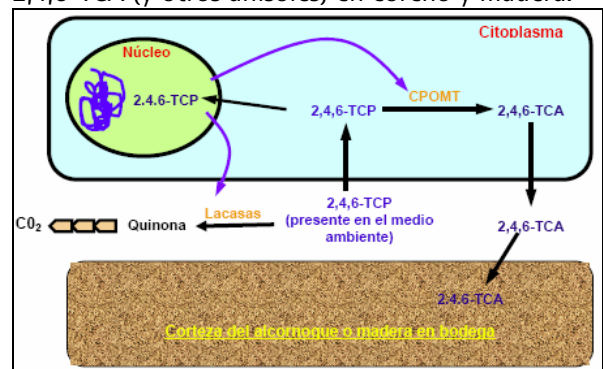 2,4,6-TCA (y otros anisoles) en corcho y madera.
Citoplasma
Núcleo
2.4.6-TCP
2,4,6-TCP
CPOMT
2,4,6-TCA
C0₂
Quinona
Lacasas
2,4,6-TCP
(presente en el medio
ambiente)
2,4,6-TCA
2.4.6-TCA
Corteza del alcornoque o madera en bodega